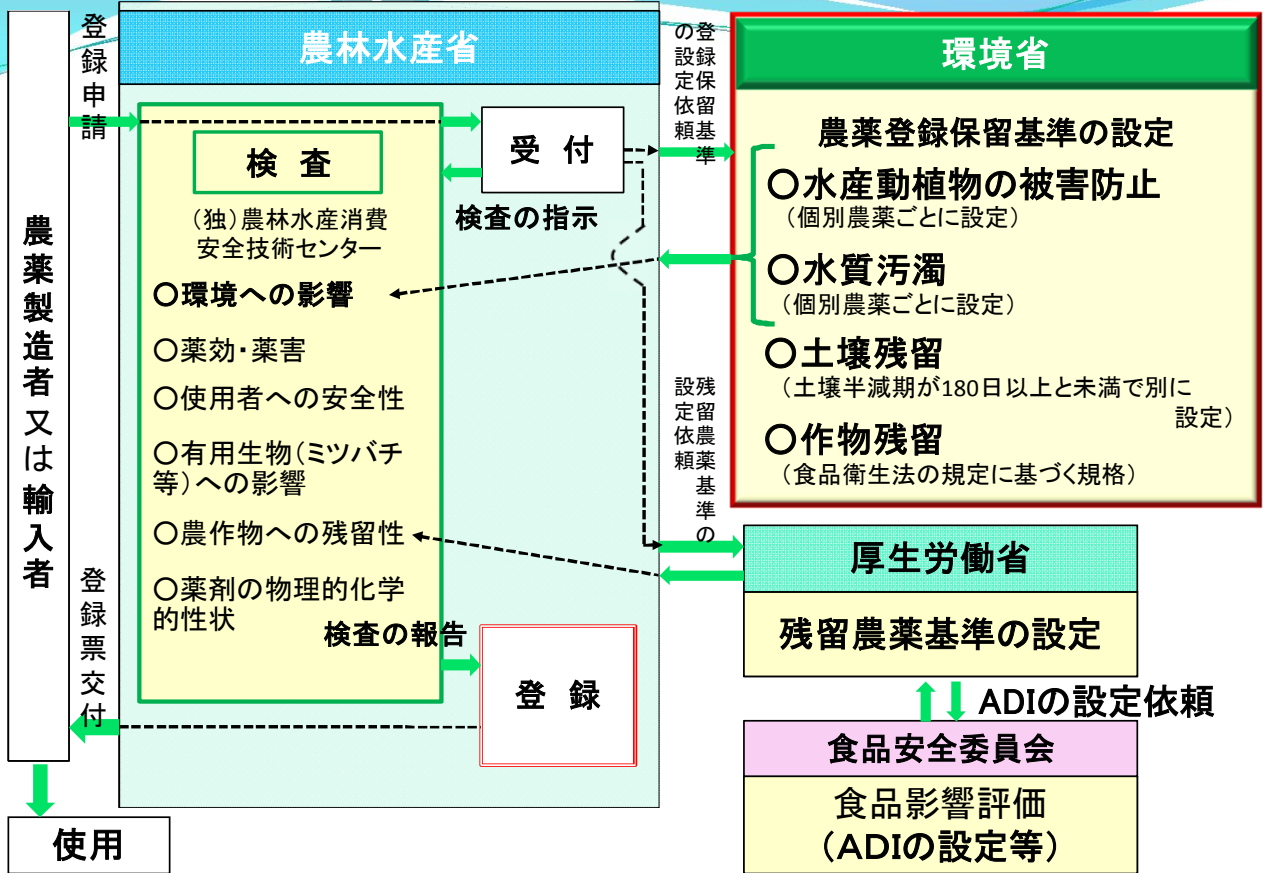 農薬製造者又は輸入者
登録申請
登録票交付
使用
農林水産省
検 査
（独）農林水産消費
安全技術センター
〇環境への影響
〇薬効・薬害
〇使用者への安全性
〇有用生物（ミツバチ
等）への影響
〇農作物への残留性
〇薬剤の物理的化学
的性状
受 付
検査の指示
検査の報告
登 録
登録保留基準
の設定依頼
残留農薬基準の
設定依頼
環境省
農薬登録保留基準の設定
〇水産動植物の被害防止
（個別農薬ごとに設定）
〇水質汚濁
（個別農薬ごとに設定）
〇土壌残留
（土壌半減期が180日以上と未満で別に
設定）
〇作物残留
（食品衛生法の規定に基づく規格）
厚生労働省
残留農薬基準の設定
ADIの設定依頼
食品安全委員会
食品影響評価
（ADIの設定等）